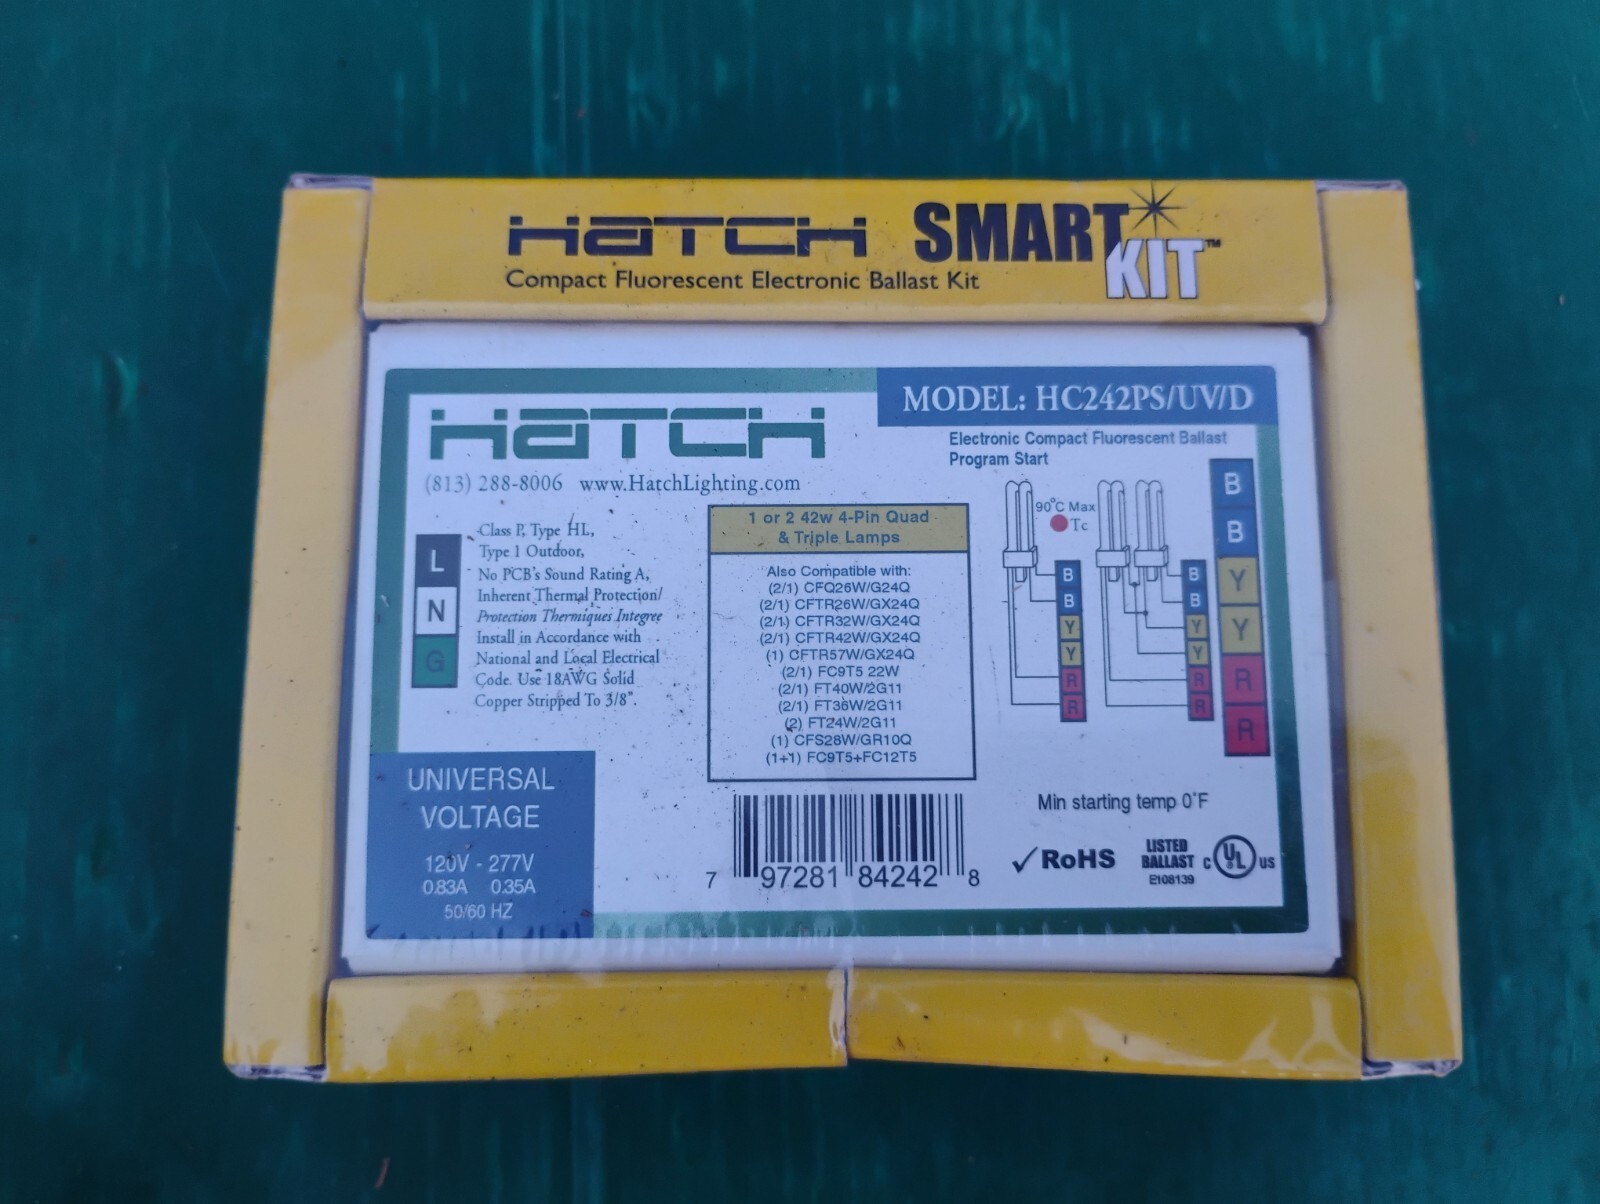 HATCH SMART KIT™
Compact Fluorescent Electronic Ballast Kit
HATCH
(813) 288-8006 www.HatchLighting.com
MODEL: HC242PS/UV/D
Electronic Compact Fluorescent Ballast
Program Start
L
N
G
Class P, Type HL,
Type 1 Outdoor,
No PCB's Sound Rating A,
Inherent Thermal Protection/
Protection Thermiques Integree
Install in Accordance with
National and Local Electrical
Code. Use 18AWG Solid
Copper Stripped To 3/8".
1 or 2 42w 4-Pin Quad
& Triple Lamps
Also Compatible with:
(2/1) CFQ26W/G24Q
(2/1) CFTR26W/GX24Q
(2/1) CFTR32W/GX24Q
(2/1) CFTR42W/GX24Q
(1) CFTR57W/GX24Q
(2/1) FC9T5 22W
(2/1) FT40W/2G11
(2/1) FT36W/2G11
(2) FT24W/2G11
(1) CFS28W/GR10Q
(1+1) FC9T5+FC12T5
90°C Max
Tc
B
B
Y
Y
R
R
B
B
Y
Y
R
R
B
B
Y
Y
R
R
UNIVERSAL
VOLTAGE
120V - 277V
0.83A 0.35A
50/60 HZ
7 97281 84242 8
Min starting temp 0°F
✓RoHS
LISTED
BALLAST
E108139
C UL US